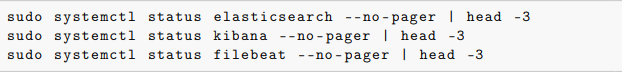 sudo systemctl status elasticsearch --no-pager | head -3
sudo systemctl status kibana --no-pager | head -3
sudo systemctl status filebeat --no-pager | head -3